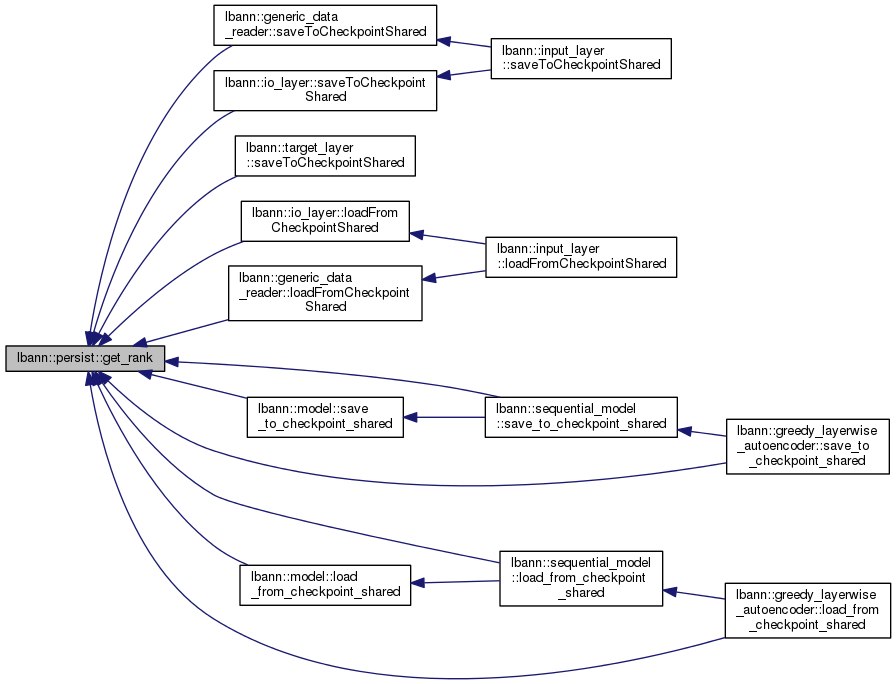 lbann::generic_data
_reader::saveToCheckpointShared
lbann::input_layer
::saveToCheckpointShared
lbann::io_layer::saveToCheckpoint
Shared
lbann::target_layer
::saveToCheckpointShared
lbann::io_layer::loadFrom
CheckpointShared
lbann::input_layer
::loadFromCheckpointShared
lbann::generic_data
_reader::loadFromCheckpoint
Shared
lbann::persist::get_rank
lbann::model::save
_to_checkpoint_shared
lbann::sequential_model
::save_to_checkpoint_shared
lbann::greedy_layerwise
_autoencoder::save_to
_checkpoint_shared
lbann::model::load
_from_checkpoint_shared
lbann::sequential_model
::load_from_checkpoint
_shared
lbann::greedy_layerwise
_autoencoder::load_from
_checkpoint_shared